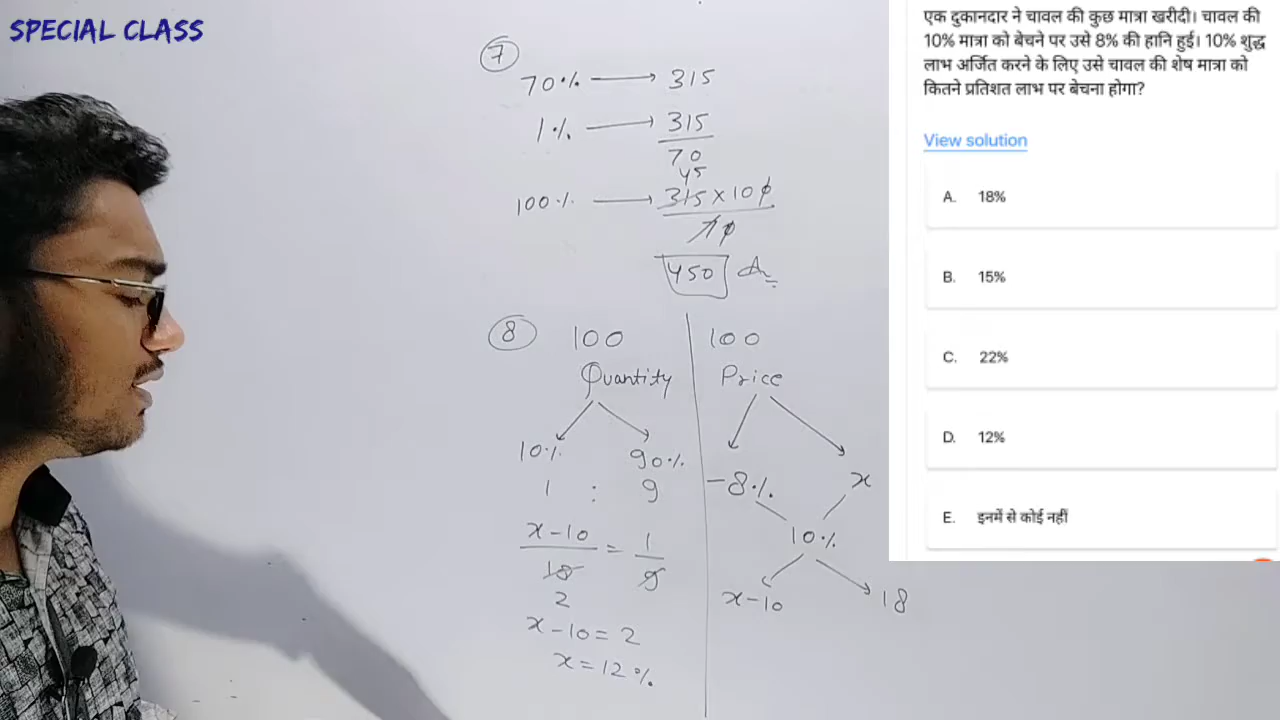 SPECIAL CLASS
7
70% → 315
1% → 315/70
45
100% → 315×100/70
450 Ans
8
100
Quantity
10% 90%
1 : 9
x-10/18 = 1/9
2
x-10 = 2
x = 12%
100
Price
-8% x
10%
x-10 18
एक दुकानदार ने चावल की कुछ मात्रा खरीदी। चावल की
10% मात्रा को बेचने पर उसे 8% की हानि हुई। 10% शुद्ध
लाभ अर्जित करने के लिए उसे चावल की शेष मात्रा को
कितने प्रतिशत लाभ पर बेचना होगा?
View solution
A. 18%
B. 15%
C. 22%
D. 12%
E. इनमें से कोई नहीं